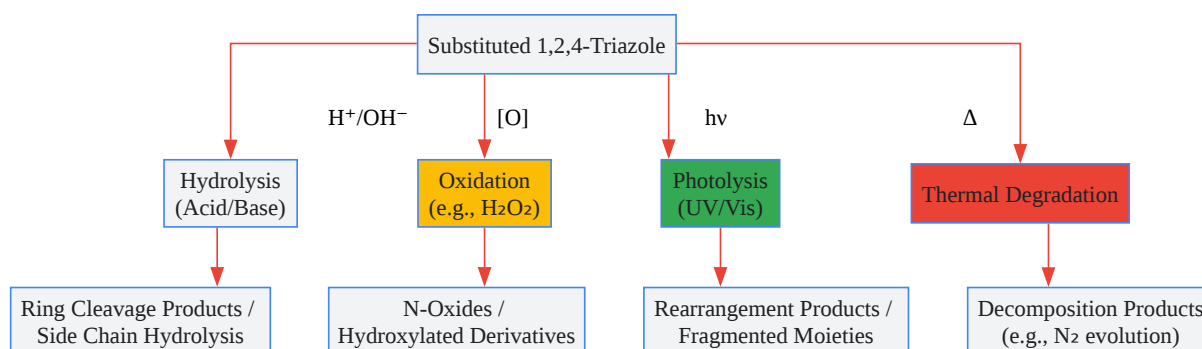 Substituted 1,2,4-Triazole
H⁺/OH⁻
[O]
hν
Δ
Hydrolysis
(Acid/Base)
Oxidation
(e.g., H₂O₂)
Photolysis
(UV/Vis)
Thermal Degradation
Ring Cleavage Products /
Side Chain Hydrolysis
N-Oxides /
Hydroxylated Derivatives
Rearrangement Products /
Fragmented Moieties
Decomposition Products
(e.g., N₂ evolution)